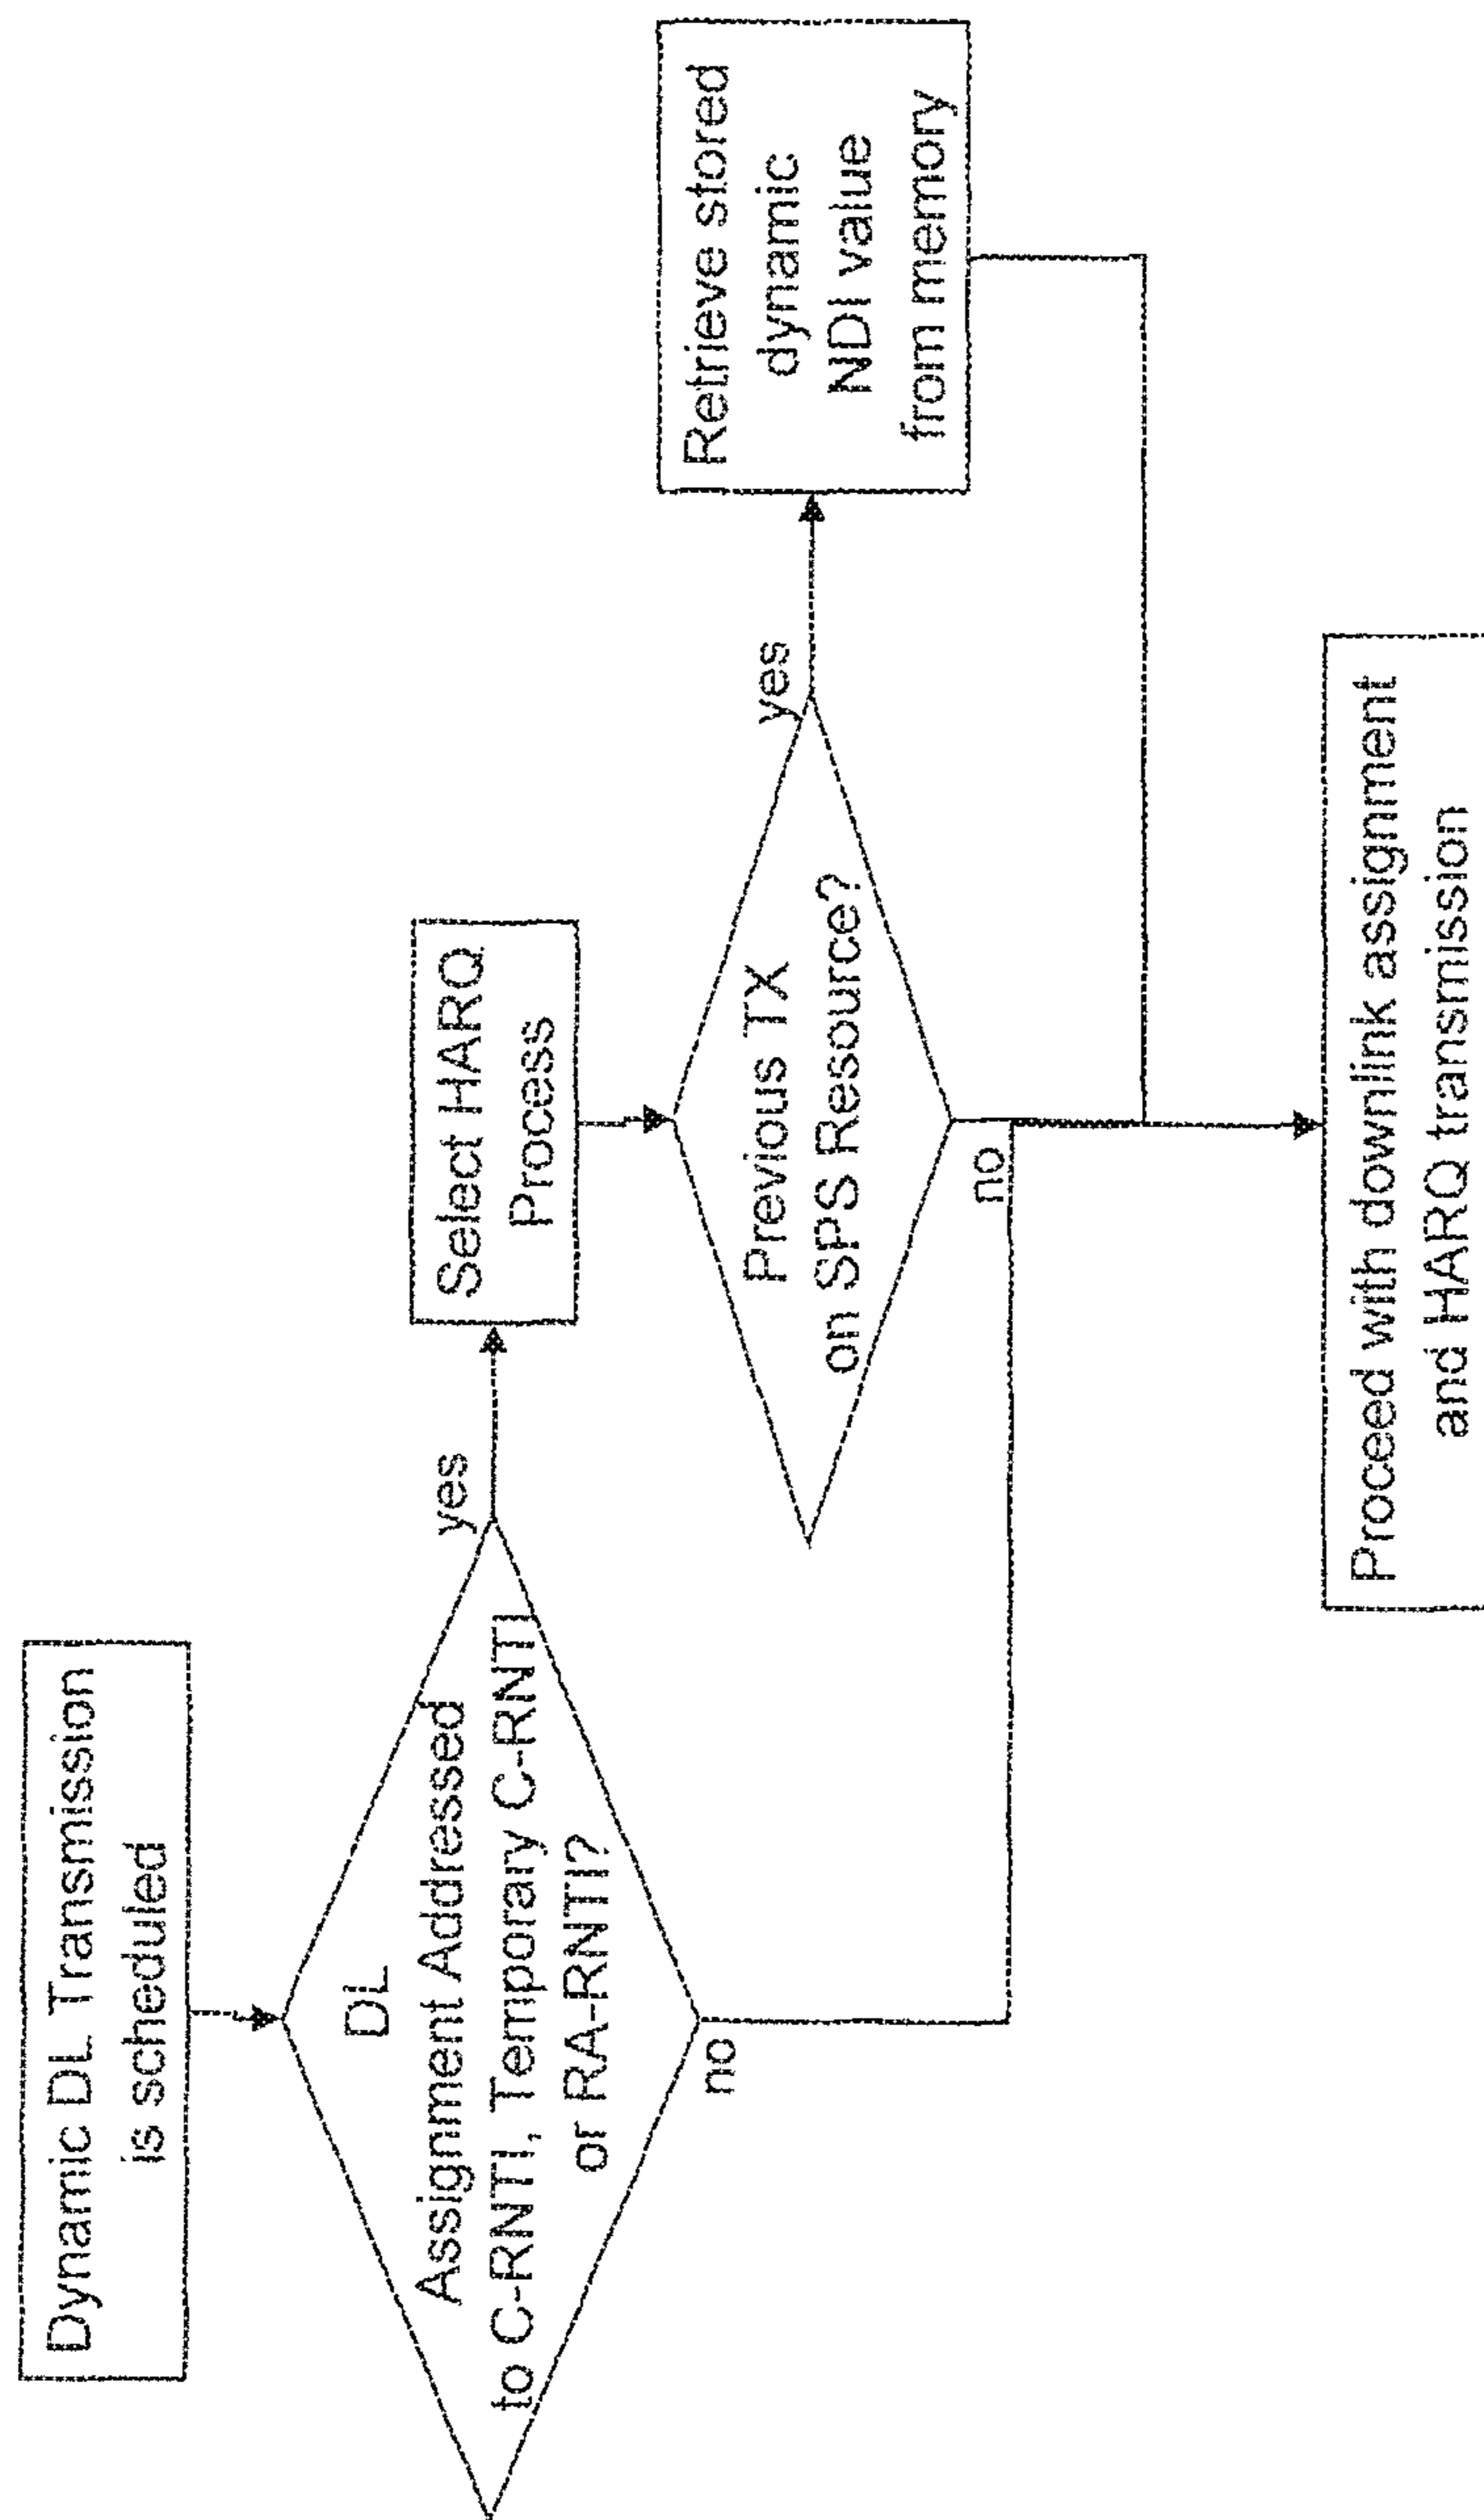 Dynamic DL Transmission
is scheduled
DL
Assignment Addressed
to C-RNTI, Temporary C-RNTI
or RA-RNTI?
yes
no
Select HARQ
Process
Previous TX
on SPS Resource?
yes
no
Retrieve stored
dynamic
NDI value
from memory
Proceed with downlink assignment
and HARQ transmission